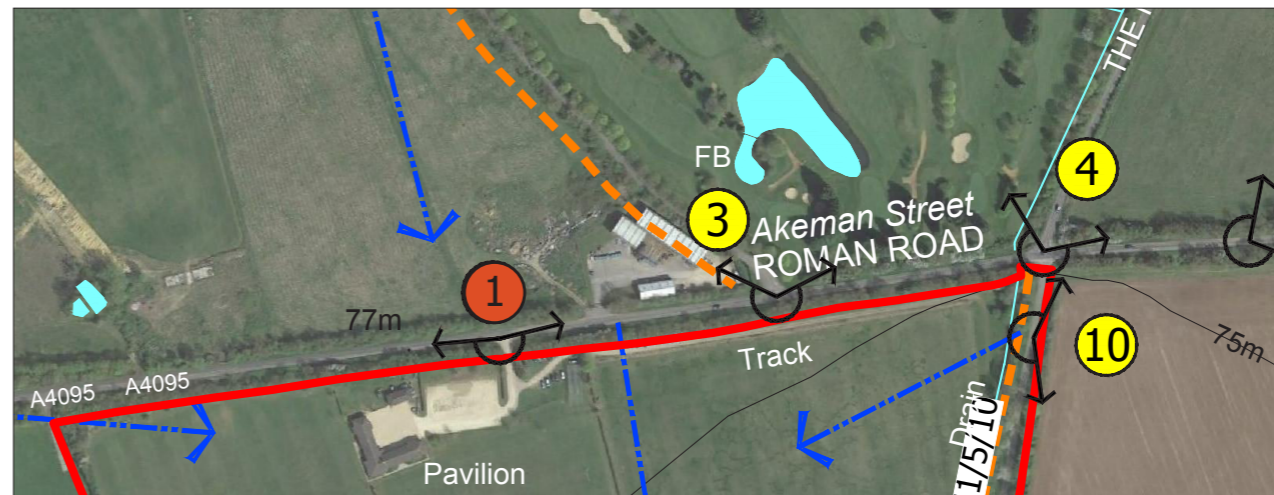 THE
FB
4
3
Akeman Street
ROMAN ROAD
1
77m
10
75m
Track
A4095
A4095
Drain
1/5/10
Pavilion